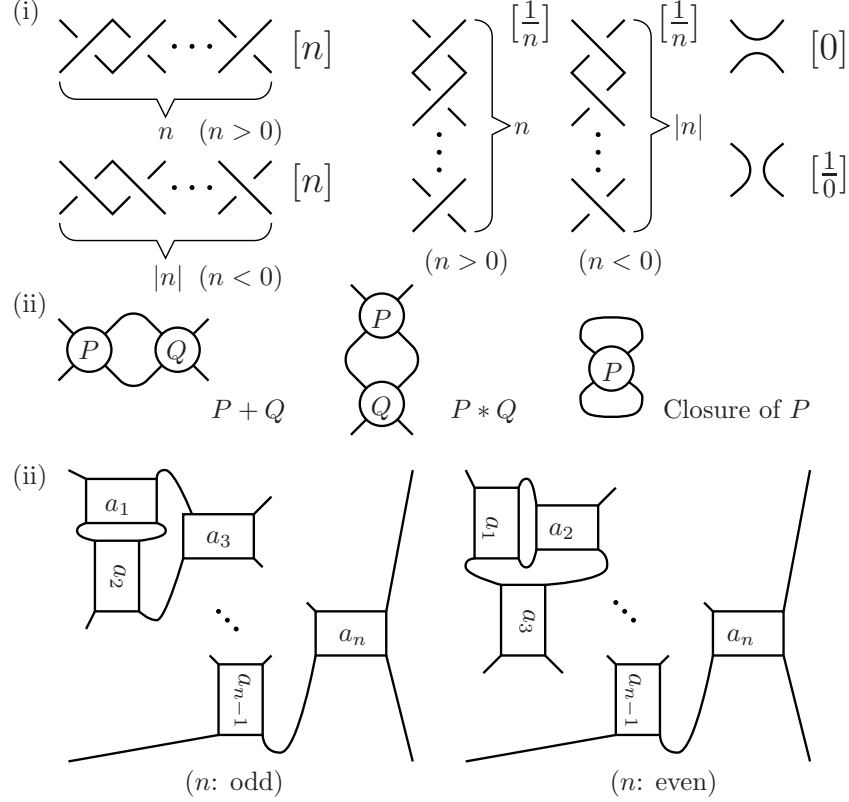 (i)
[n]
[1/n]
[1/n]
[0]
n (n > 0)
n
|n|
[n]
[1/0]
|n| (n < 0)
(n > 0)
(n < 0)
(ii)
P
Q
P + Q
P
Q
P ∗ Q
P
Closure of P
(ii)
a₁
a₂
a₃
aₙ
aₙ₋₁
(n: odd)
a₁
a₂
a₃
aₙ
aₙ₋₁
(n: even)